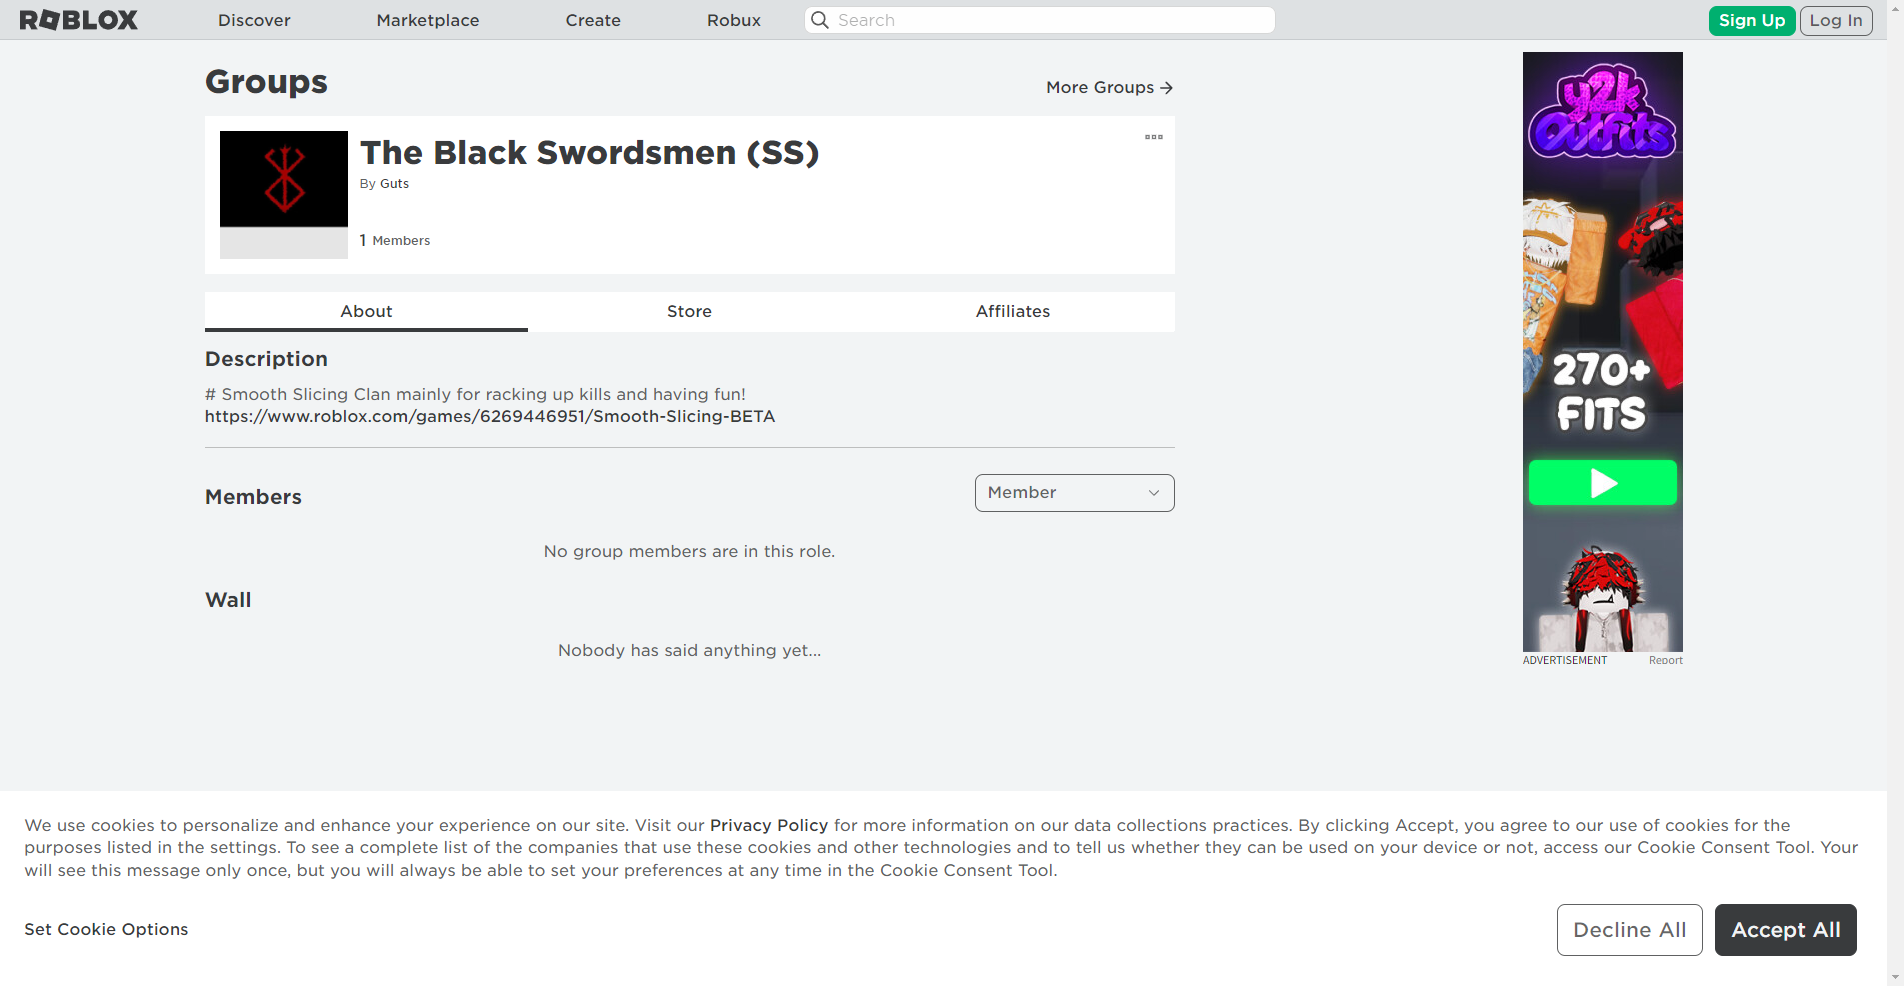 ROBLOX
Discover
Marketplace
Create
Robux
Search
Sign Up
Log In
Groups
More Groups
The Black Swordsmen (SS)
By Guts
1 Members
About
Store
Affiliates
Description
# Smooth Slicing Clan mainly for racking up kills and having fun!
https://www.roblox.com/games/6269446951/Smooth-Slicing-BETA
Members
Member
No group members are in this role.
Wall
Nobody has said anything yet...
y2k
Outfits
270+
FITS
ADVERTISEMENT
Report
We use cookies to personalize and enhance your experience on our site. Visit our Privacy Policy for more information on our data collections practices. By clicking Accept, you agree to our use of cookies for the
purposes listed in the settings. To see a complete list of the companies that use these cookies and other technologies and to tell us whether they can be used on your device or not, access our Cookie Consent Tool. Your
will see this message only once, but you will always be able to set your preferences at any time in the Cookie Consent Tool.
Set Cookie Options
Decline All
Accept All